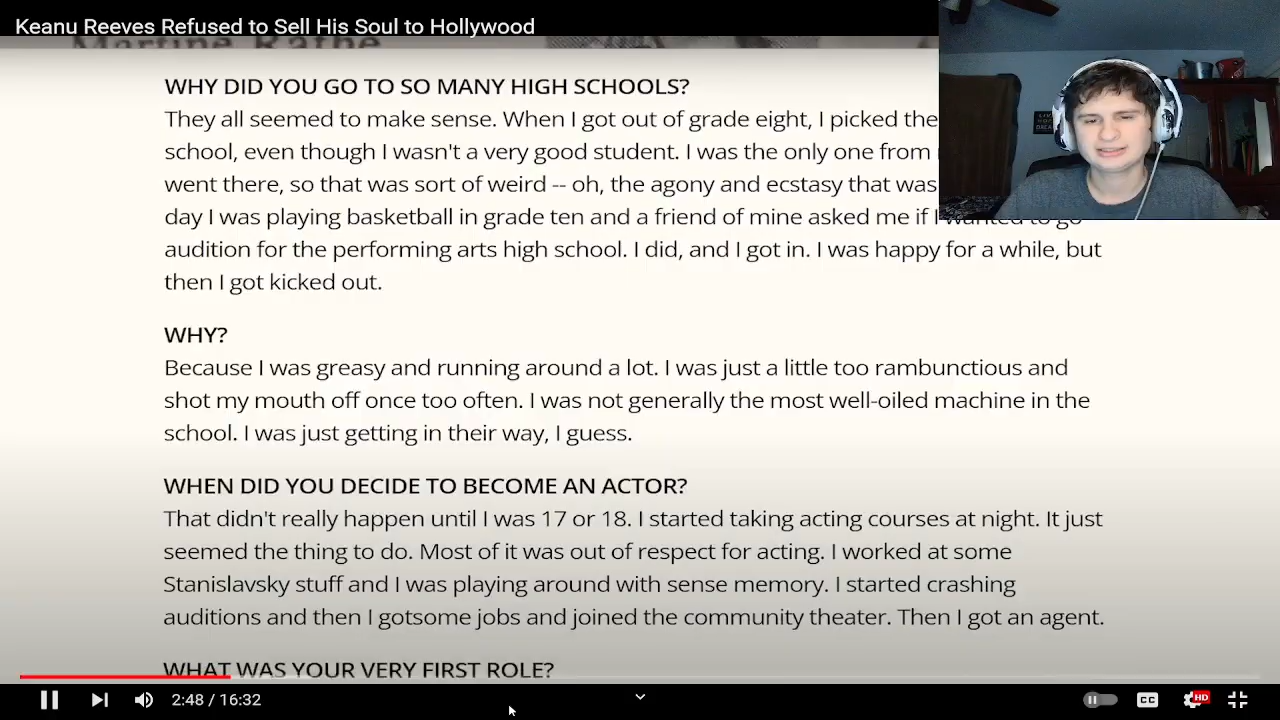 Keanu Reeves Refused to Sell His Soul to Hollywood
WHY DID YOU GO TO SO MANY HIGH SCHOOLS?
They all seemed to make sense. When I got out of grade eight, I picked the
school, even though I wasn't a very good student. I was the only one from
went there, so that was sort of weird -- oh, the agony and ecstasy that was
day I was playing basketball in grade ten and a friend of mine asked me if I wanted to go
audition for the performing arts high school. I did, and I got in. I was happy for a while, but
then I got kicked out.
WHY?
Because I was greasy and running around a lot. I was just a little too rambunctious and
shot my mouth off once too often. I was not generally the most well-oiled machine in the
school. I was just getting in their way, I guess.
WHEN DID YOU DECIDE TO BECOME AN ACTOR?
That didn't really happen until I was 17 or 18. I started taking acting courses at night. It just
seemed the thing to do. Most of it was out of respect for acting. I worked at some
Stanislavsky stuff and I was playing around with sense memory. I started crashing
auditions and then I gotsome jobs and joined the community theater. Then I got an agent.
WHAT WAS YOUR VERY FIRST ROLE?
2:48 / 16:32
CC
HD